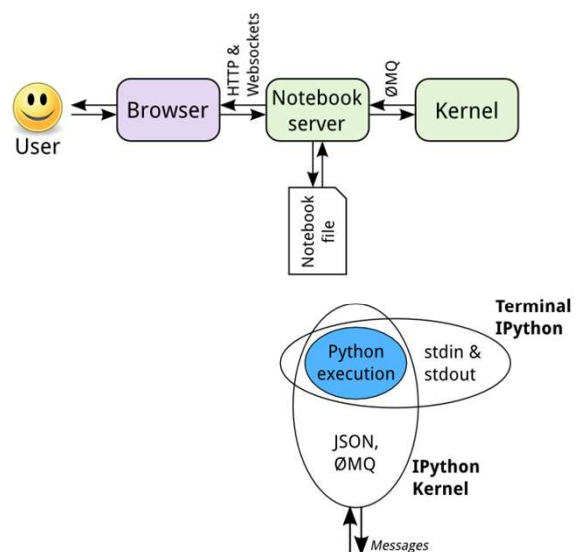 HTTP &
Websockets
ØMQ
Browser
Notebook
server
Kernel
User
Notebook
file
Terminal
IPython
Python
execution
stdin &
stdout
JSON,
ØMQ
IPython
Kernel
Messages